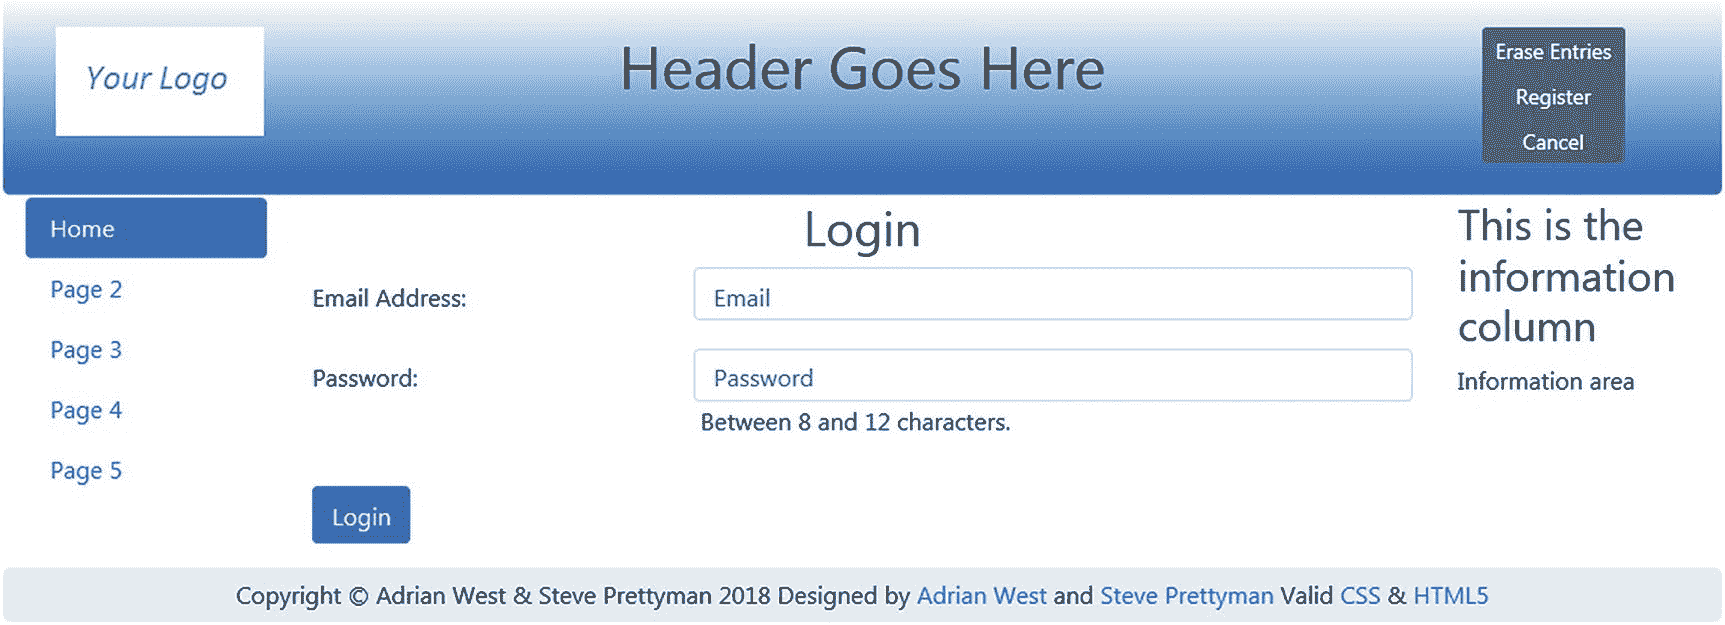 Your Logo
Header Goes Here
Erase Entries
Register
Cancel
Home
Page 2
Page 3
Page 4
Page 5
Login
Email Address:
Email
Password:
Password
Between 8 and 12 characters.
Login
This is the
information
column
Information area
Copyright © Adrian West & Steve Prettyman 2018 Designed by Adrian West and Steve Prettyman Valid CSS & HTML5